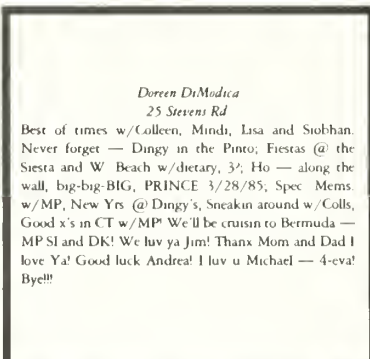 Doreen DiModica
25 Stevens Rd
Best of times w/Colleen, Mindi, Lisa and Siobhan.
Never forget — Dingy in the Pinto; Fiestas @ the
Siesta and W Beach w/dietary, 3²; Ho — along the
wall, big-big-BIG, PRINCE 3/28/85, Spec Mems.
w/MP, New Yrs @ Dingy's, Sneakin around w/Colls,
Good x's in CT w/MP! We'll be cruisin to Bermuda —
MP SI and DK! We luv ya Jim! Thanx Mom and Dad I
love Ya! Good luck Andrea! I luv u Michael — 4-eva!
Bye!!!